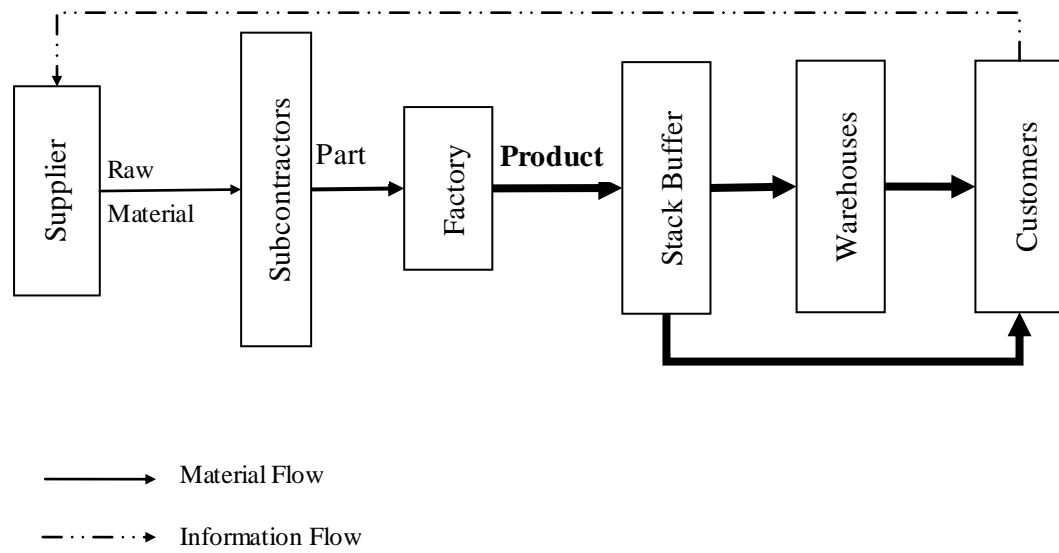 Supplier
Raw
Material
Subcontractors
Part
Factory
Product
Stack Buffer
Warehouses
Customers
Material Flow
Information Flow